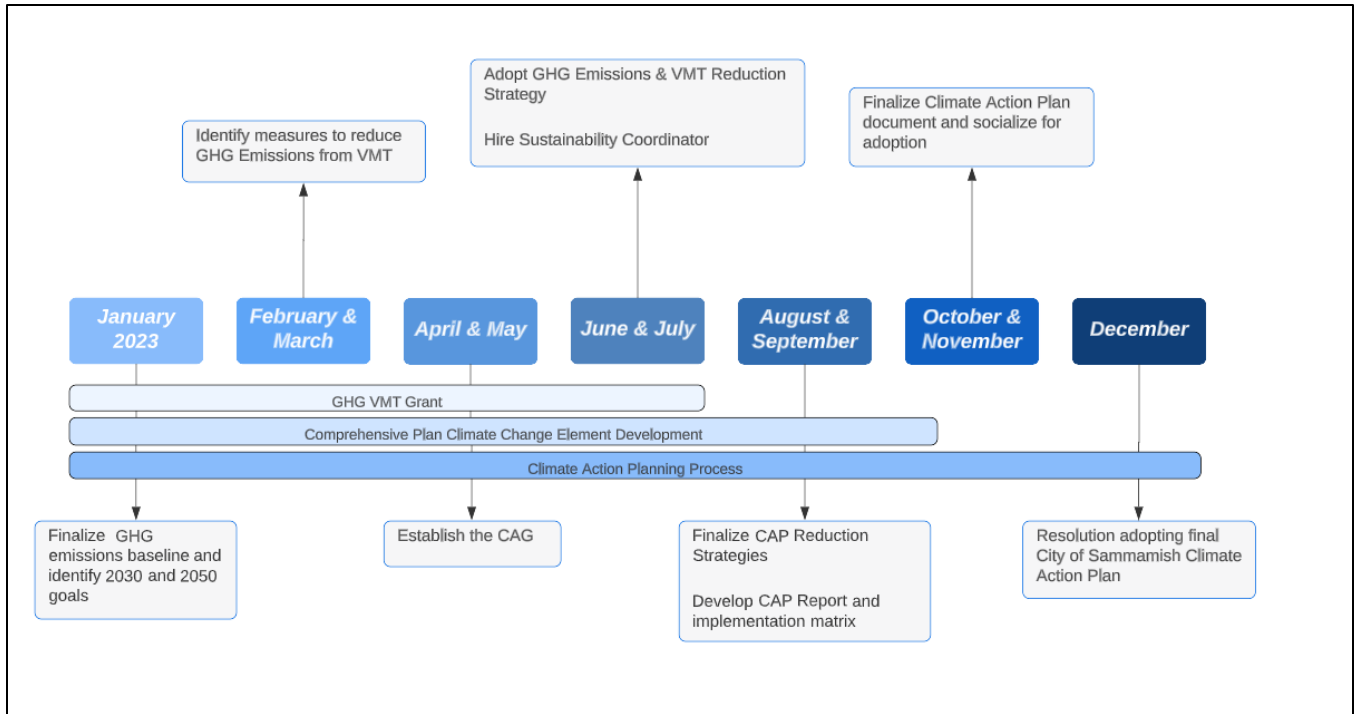 Adopt GHG Emissions & VMT Reduction
Strategy
Hire Sustainability Coordinator
Finalize Climate Action Plan
document and socialize for
adoption
Identify measures to reduce
GHG Emissions from VMT
January
2023
February &
March
April & May
June & July
August &
September
October &
November
December
GHG VMT Grant
Comprehensive Plan Climate Change Element Development
Climate Action Planning Process
Finalize GHG
emissions baseline and
identify 2030 and 2050
goals
Establish the CAG
Finalize CAP Reduction
Strategies
Develop CAP Report and
implementation matrix
Resolution adopting final
City of Sammamish Climate
Action Plan